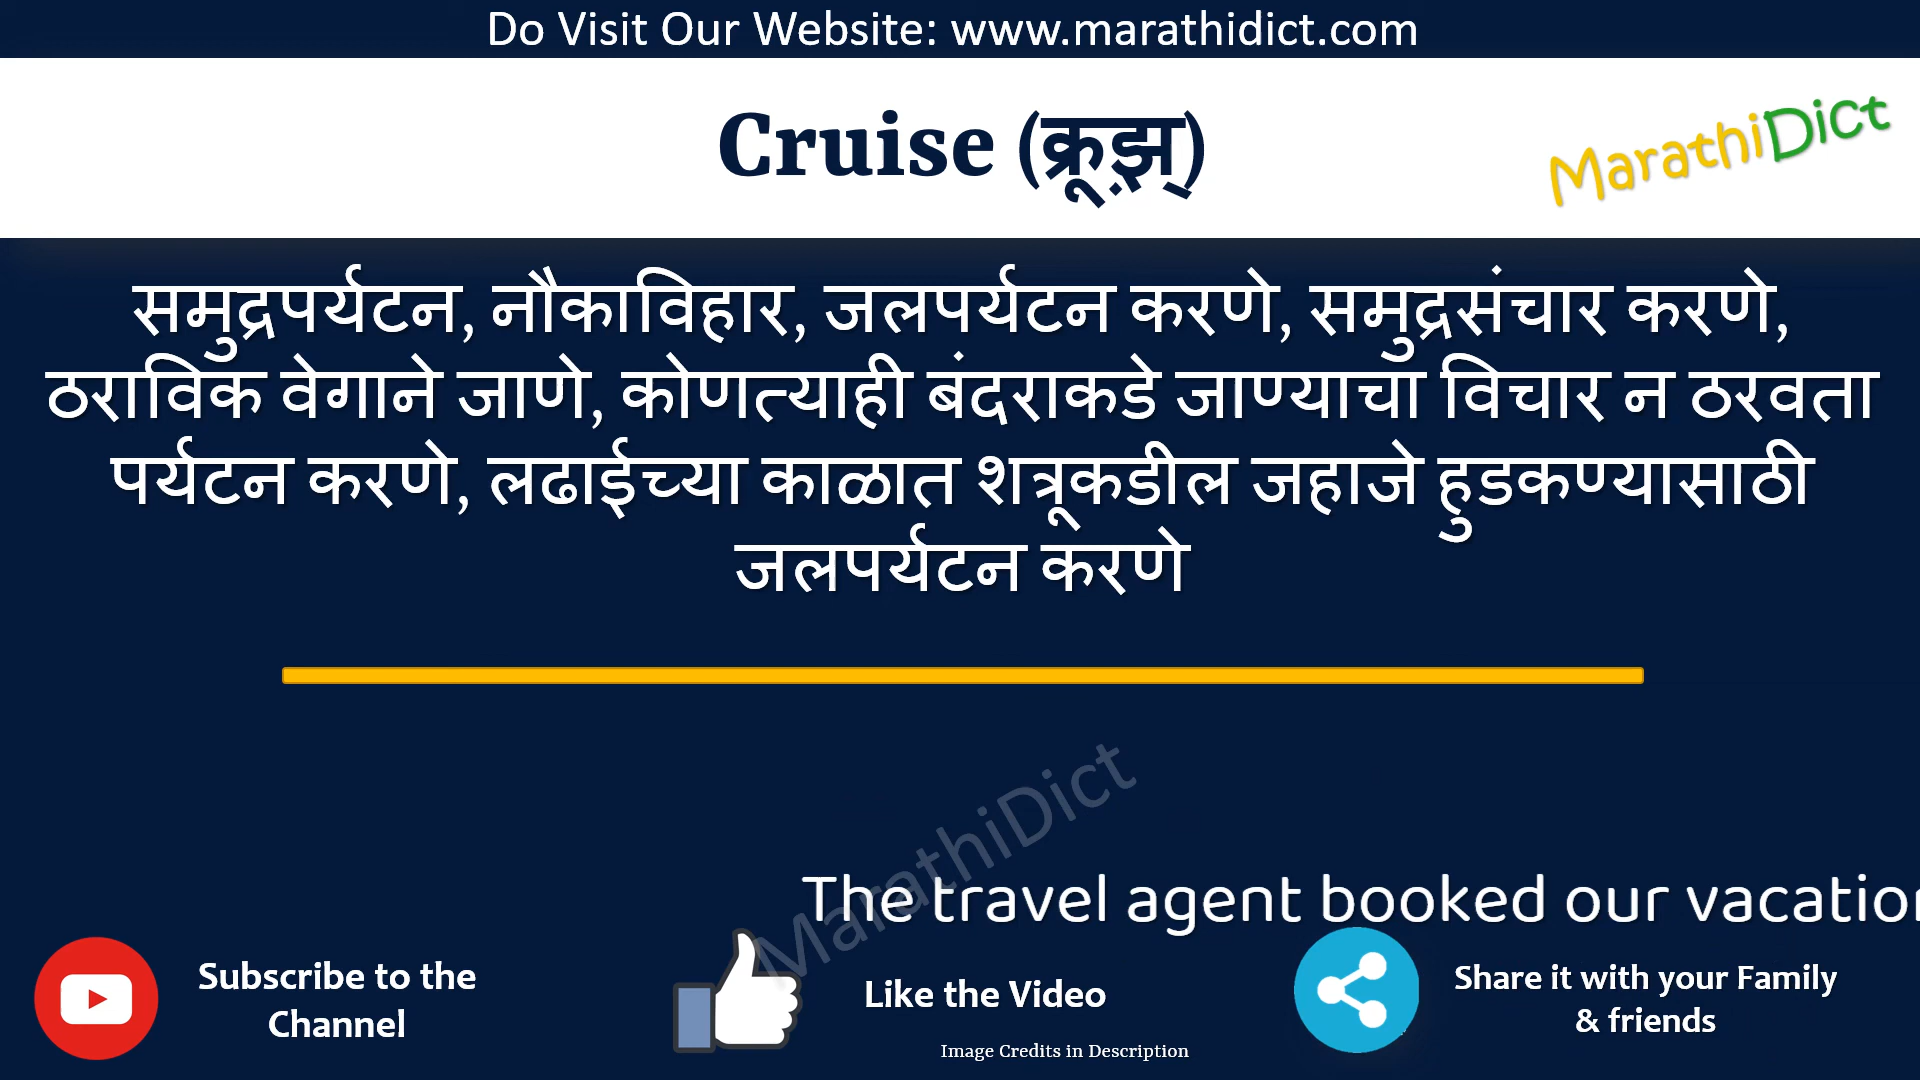 Do Visit Our Website: www.marathidict.com
Cruise (क्रूझ़्)
MarathiDict
समुद्रपर्यटन, नौकाविहार, जलपर्यटन करणे, समुद्रसंचार करणे,
ठराविक वेगाने जाणे, कोणत्याही बंदराकडे जाण्याचा विचार न ठरवता
पर्यटन करणे, लढाईच्या काळात शत्रूकडील जहाजे हुडकण्यासाठी
जलपर्यटन करणे
MarathiDict
The travel agent booked our
Subscribe to the
Channel
Like the Video
Share it with your Family
& friends
Image Credits in Description